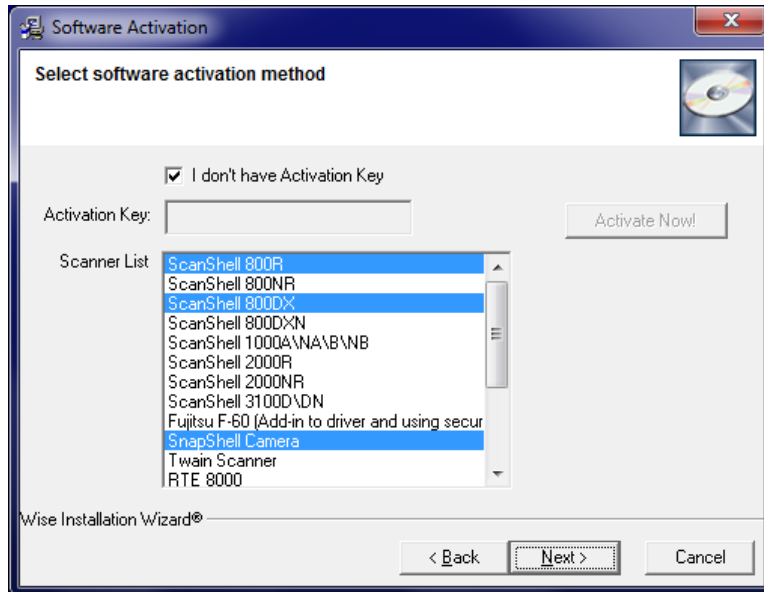 Software Activation
Select software activation method
I don't have Activation Key
Activation Key:
Activate Now!
Scanner List
ScanShell 800R
ScanShell 800NR
ScanShell 800DX
ScanShell 800DXN
ScanShell 1000A\NA\B\NB
ScanShell 2000R
ScanShell 2000NR
ScanShell 3100D\DN
Fujitsu F-60 (Add-in to driver and using secur
SnapShell Camera
Twain Scanner
RTE 8000
Wise Installation Wizard®
< Back
Next >
Cancel